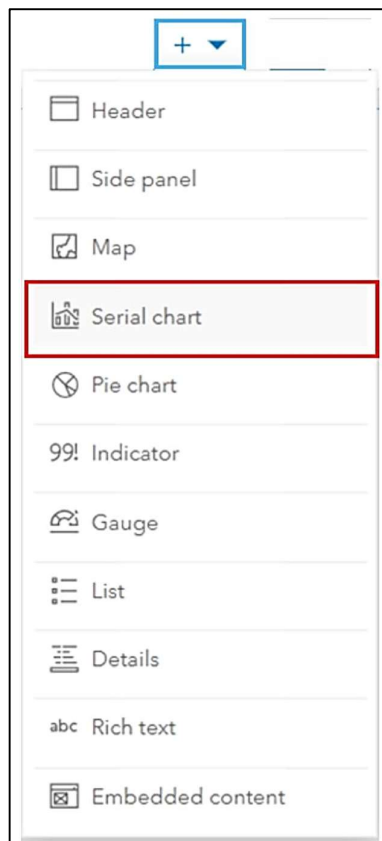 +
Header
Side panel
Map
Serial chart
Pie chart
99! Indicator
Gauge
List
Details
abc Rich text
Embedded content